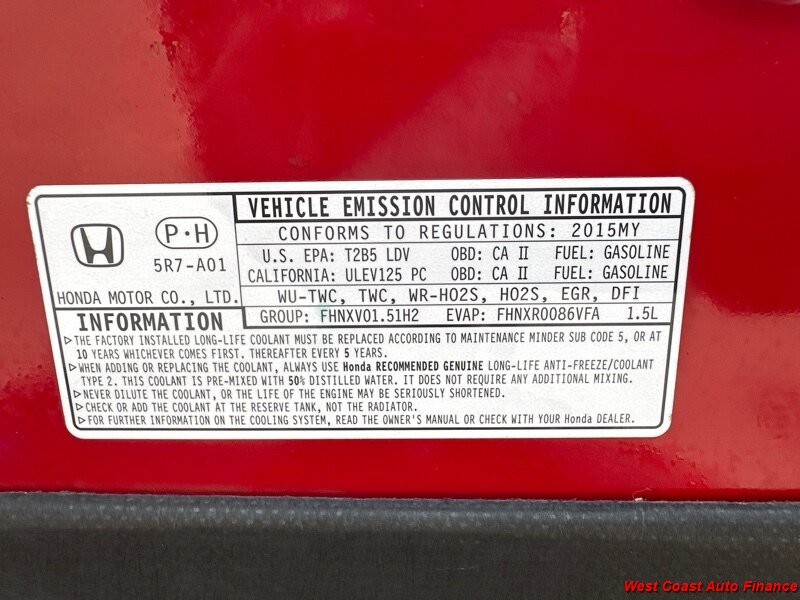 P·H
5R7-A01
HONDA MOTOR CO., LTD.
VEHICLE EMISSION CONTROL INFORMATION
CONFORMS TO REGULATIONS: 2015MY
U.S. EPA: T2B5 LDV OBD: CA II FUEL: GASOLINE
CALIFORNIA: ULEV125 PC OBD: CA II FUEL: GASOLINE
WU-TWC, TWC, WR-HO2S, HO2S, EGR, DFI
GROUP: FHNXV01.51H2 EVAP: FHNXR0086VFA 1.5L
INFORMATION
▷THE FACTORY INSTALLED LONG-LIFE COOLANT MUST BE REPLACED ACCORDING TO MAINTENANCE MINDER SUB CODE 5, OR AT
10 YEARS WHICHEVER COMES FIRST. THEREAFTER EVERY 5 YEARS.
▷WHEN ADDING OR REPLACING THE COOLANT, ALWAYS USE Honda RECOMMENDED GENUINE LONG-LIFE ANTI-FREEZE/COOLANT
TYPE 2. THIS COOLANT IS PRE-MIXED WITH 50% DISTILLED WATER. IT DOES NOT REQUIRE ANY ADDITIONAL MIXING.
▷NEVER DILUTE THE COOLANT, OR THE LIFE OF THE ENGINE MAY BE SERIOUSLY SHORTENED.
▷CHECK OR ADD THE COOLANT AT THE RESERVE TANK, NOT THE RADIATOR.
▷FOR FURTHER INFORMATION ON THE COOLING SYSTEM, READ THE OWNER'S MANUAL OR CHECK WITH YOUR Honda DEALER.
West Coast Auto Finance